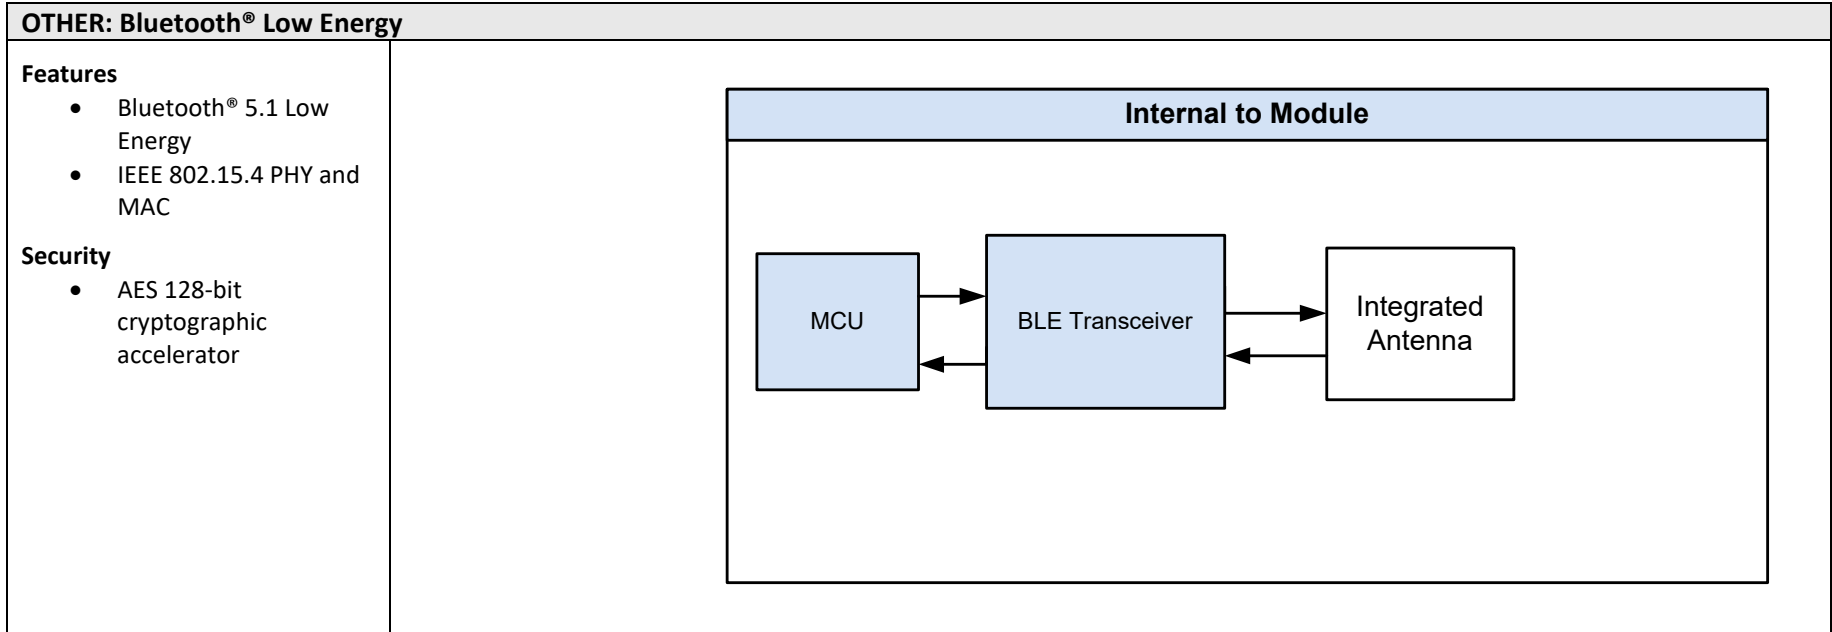 OTHER: Bluetooth® Low Energy
Features
• Bluetooth® 5.1 Low
Energy
• IEEE 802.15.4 PHY and
MAC
Security
• AES 128-bit
cryptographic
accelerator
Internal to Module
MCU
BLE Transceiver
Integrated
Antenna